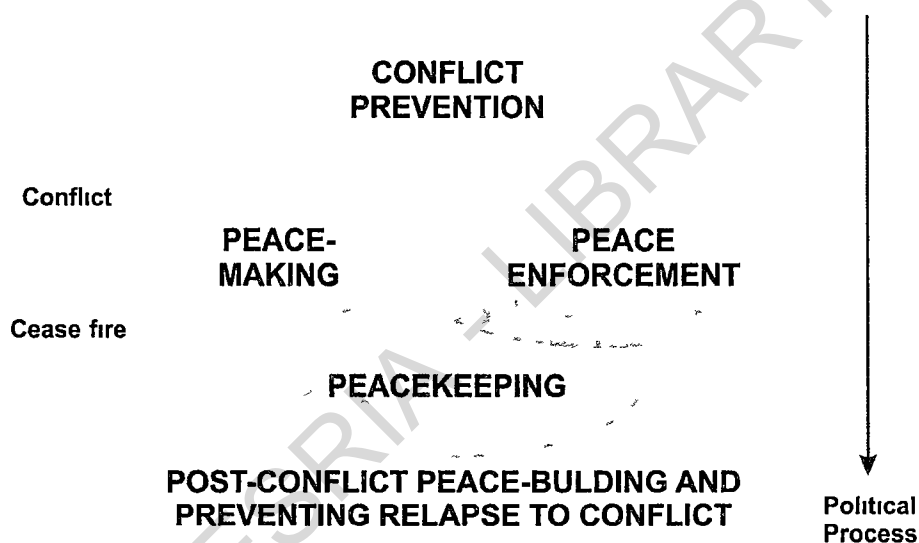 CONFLICT
PREVENTION
Conflict
PEACE-
MAKING
PEACE
ENFORCEMENT
Cease fire
PEACEKEEPING
POST-CONFLICT PEACE-BULDING AND
PREVENTING RELAPSE TO CONFLICT
Political
Process